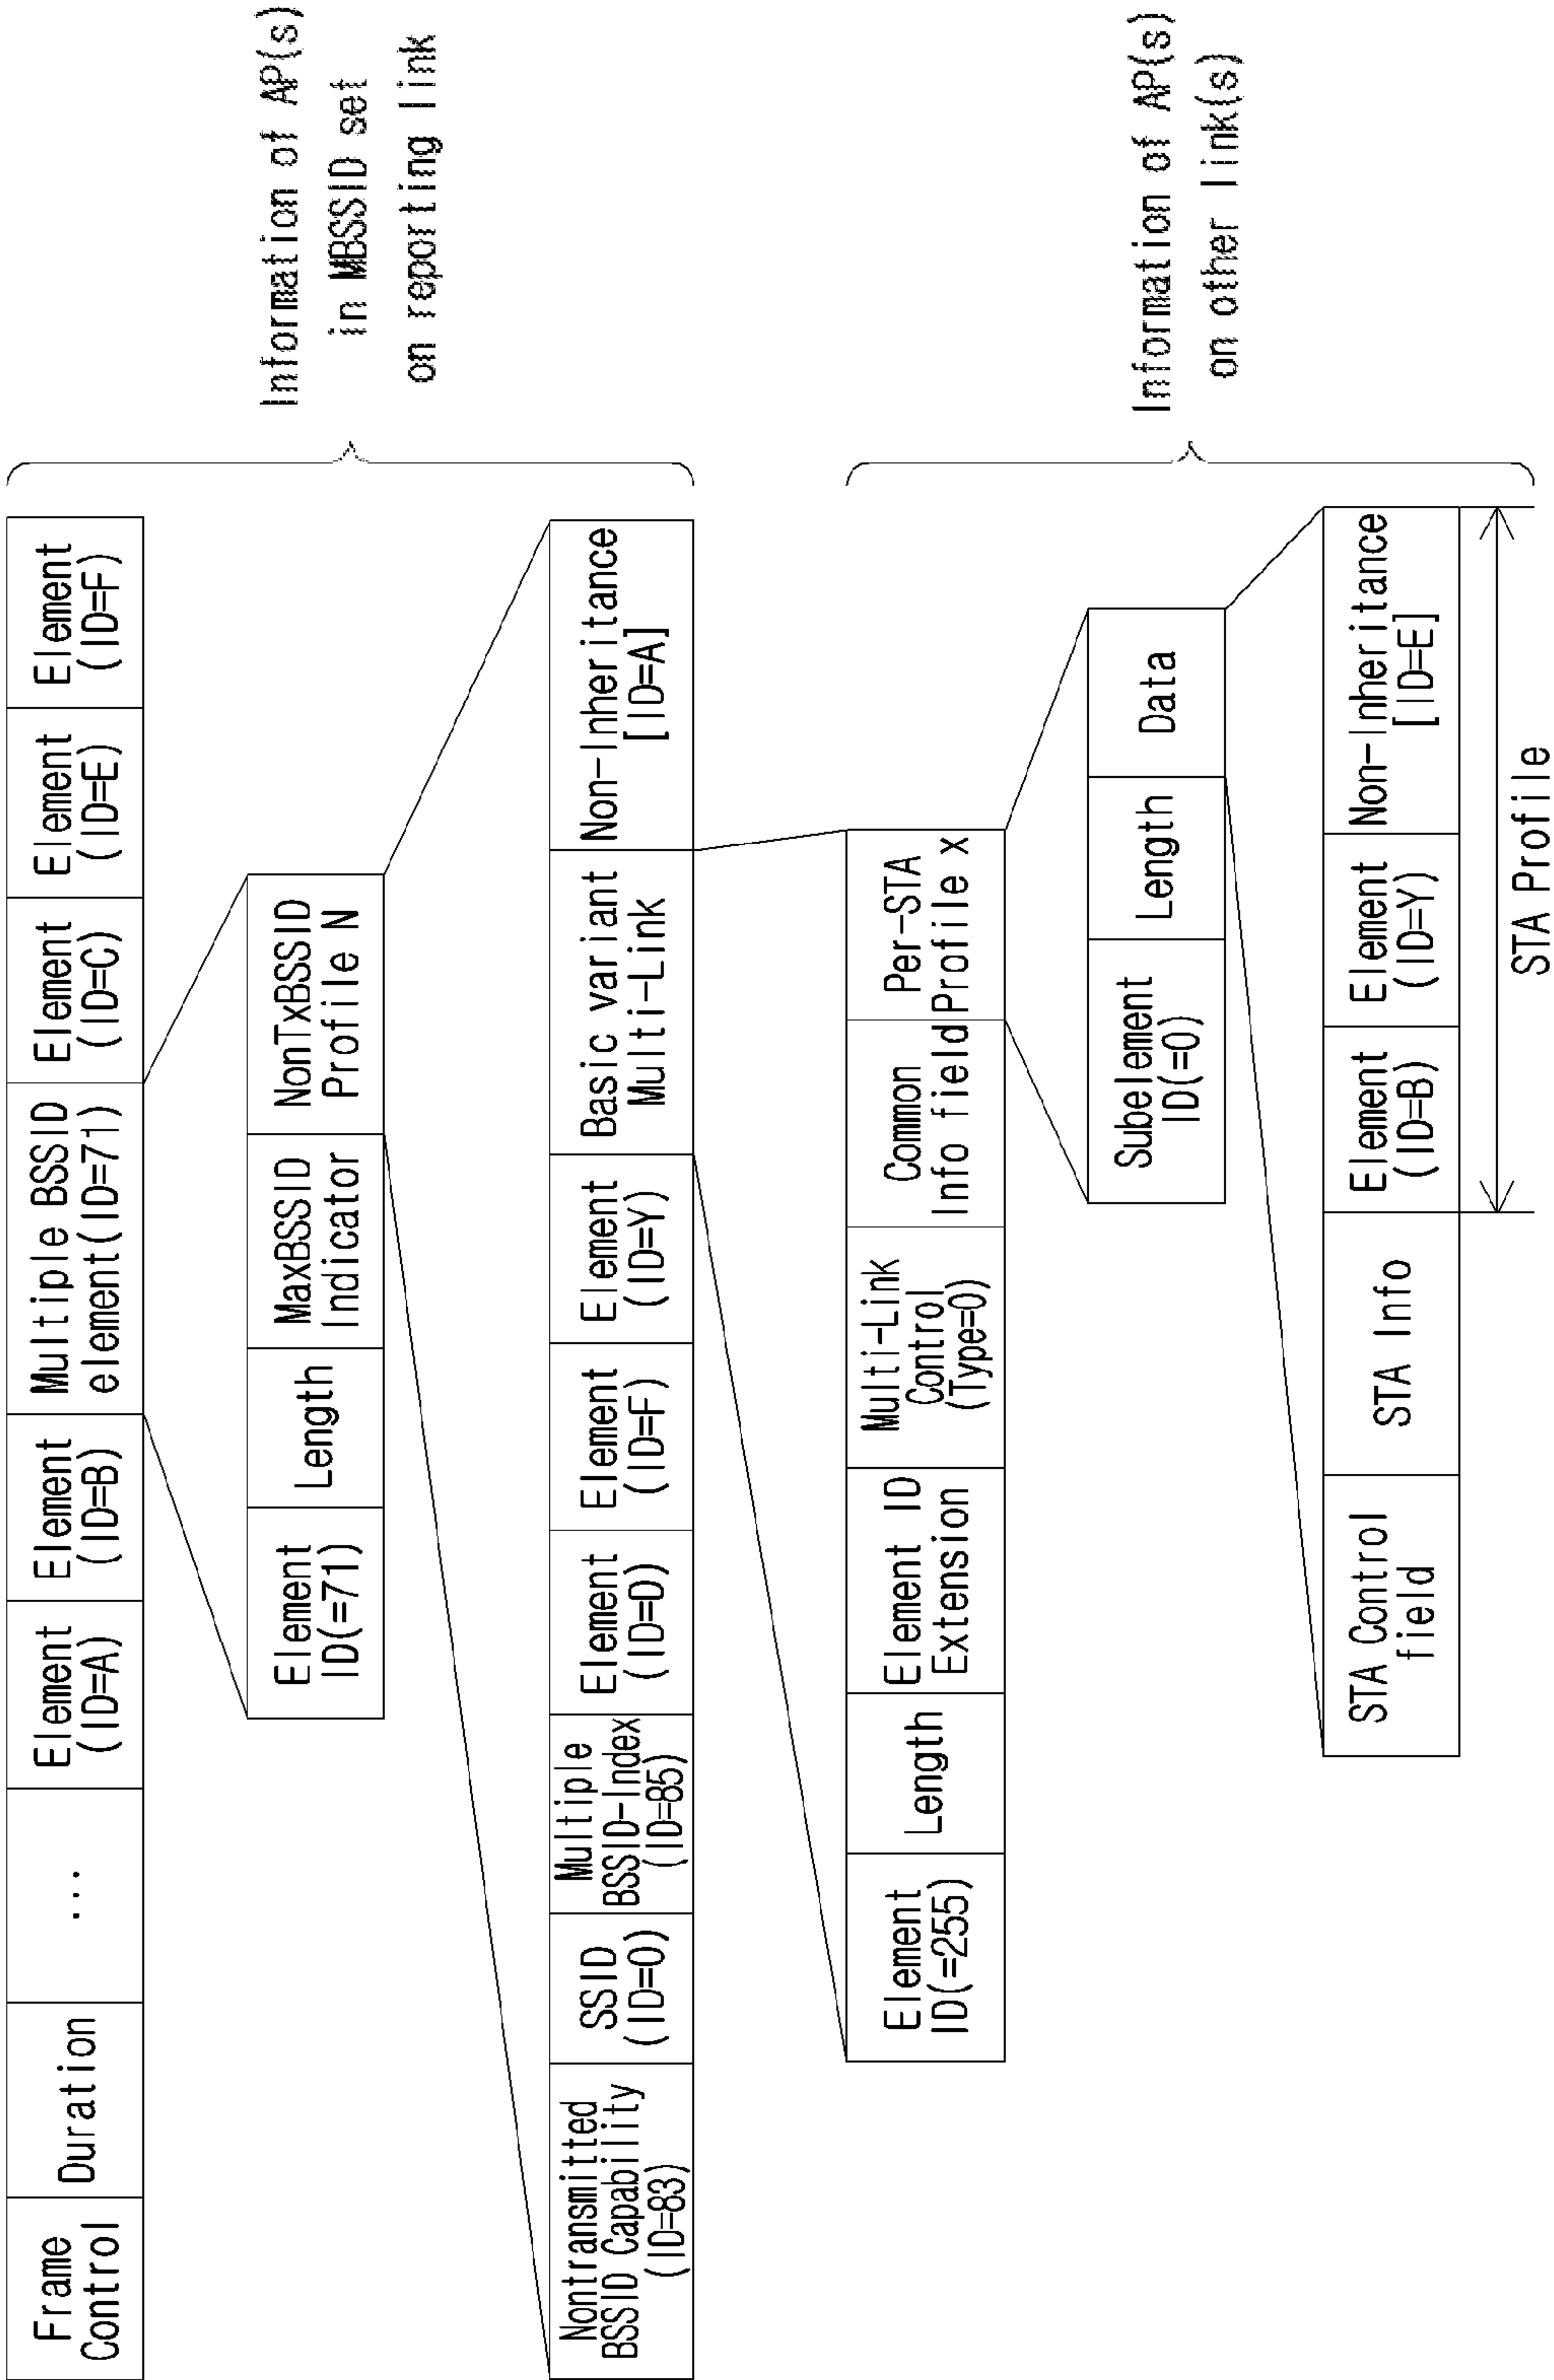 Frame
Control
Duration
...
Element
(ID=A)
Element
(ID=B)
Multiple BSSID
element(ID=71)
Element
(ID=C)
Element
(ID=E)
Element
(ID=F)
Element
ID(=71)
Length
MaxBSSID
Indicator
NonTxBSSID
Profile N
Information of AP(s)
in MBSSID set
on reporting link
Nontransmitted
BSSID Capability
(ID=83)
SSID
(ID=0)
Multiple
BSSID-Index
(ID=85)
Element
(ID=D)
Element
(ID=F)
Element
(ID=Y)
Basic variant
Multi-Link
Non-Inheritance
[ID=A]
Element
ID(=255)
Length
Element ID
Extension
Multi-Link
Control
(Type=0)
Common
Info field
Per-STA
Profile x
Subelement
ID(=0)
Length
Data
Information of AP(s)
on other link(s)
STA Control
field
STA Info
Element
(ID=B)
Element
(ID=Y)
Non-Inheritance
[ID=E]
STA Profile